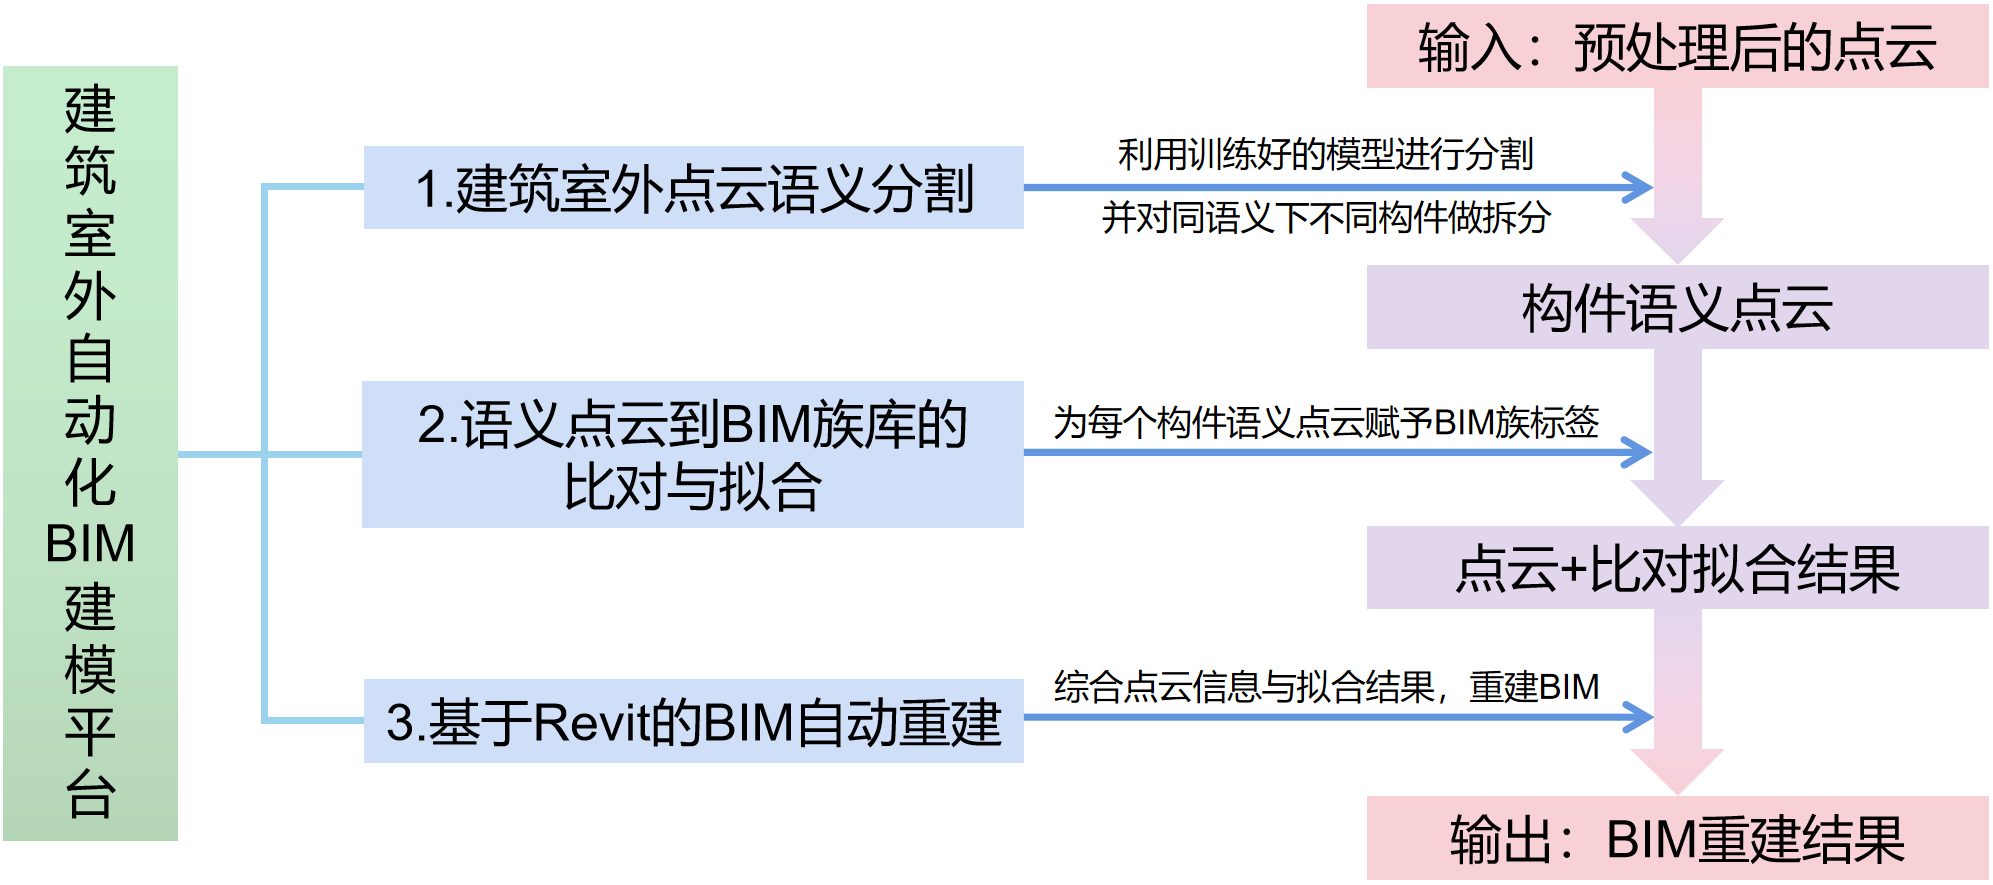 建筑室外自动化BIM建模平台
输入：预处理后的点云
利用训练好的模型进行分割
1.建筑室外点云语义分割
并对同语义下不同构件做拆分
构件语义点云
2.语义点云到BIM族库的
比对与拟合
为每个构件语义点云赋予BIM族标签
点云+比对拟合结果
3.基于Revit的BIM自动重建
综合点云信息与拟合结果，重建BIM
输出：BIM重建结果